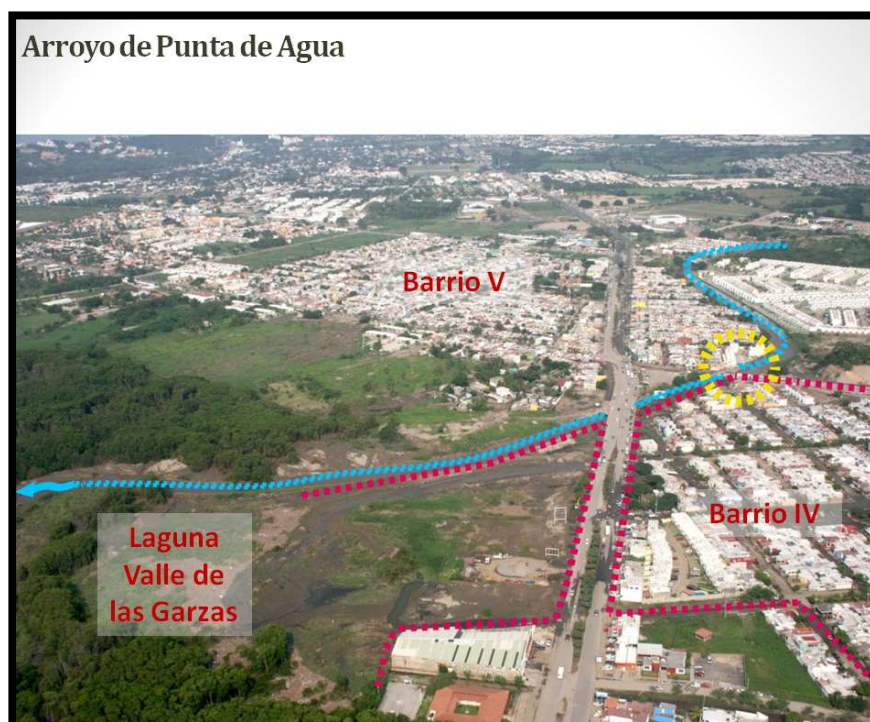 Arroyo de Punta de Agua
Barrio V
Barrio IV
Laguna
Valle de
las Garzas